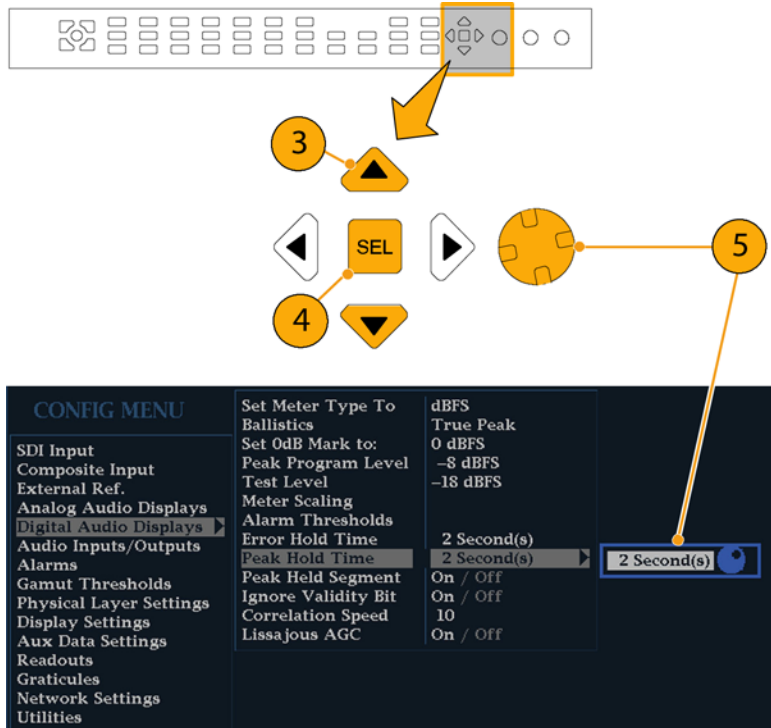 3
SEL
5
4
CONFIG MENU
SDI Input
Composite Input
External Ref.
Analog Audio Displays
Digital Audio Displays
Audio Inputs/Outputs
Alarms
Gamut Thresholds
Physical Layer Settings
Display Settings
Aux Data Settings
Readouts
Graticules
Network Settings
Utilities
Set Meter Type To dBFS
Ballistics True Peak
Set 0dB Mark to: 0 dBFS
Peak Program Level –8 dBFS
Test Level –18 dBFS
Meter Scaling
Alarm Thresholds
Error Hold Time 2 Second(s)
Peak Hold Time 2 Second(s)
Peak Held Segment On / Off
Ignore Validity Bit On / Off
Correlation Speed 10
Lissajous AGC On / Off
2 Second(s)